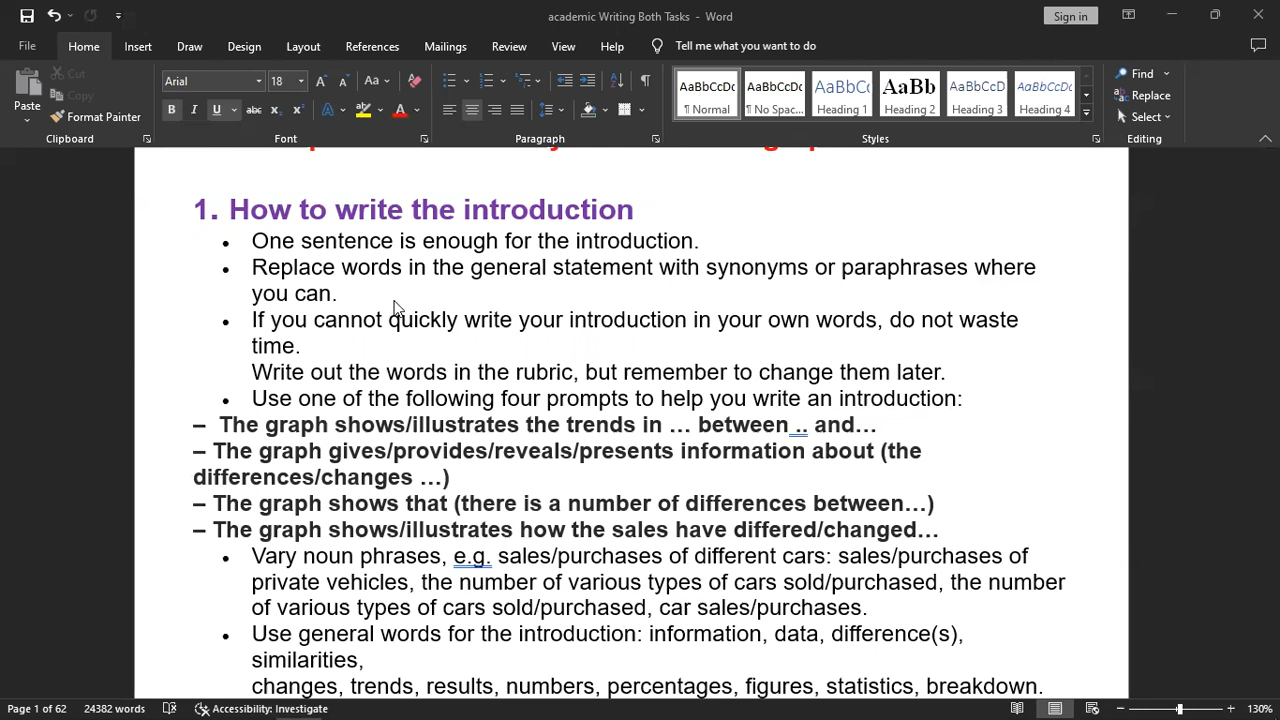 academic Writing Both Tasks - Word
Sign in
File Home Insert Draw Design Layout References Mailings Review View Help Tell me what you want to do
Paste
Cut
Copy
Format Painter
Clipboard
Arial 18
Aa
B I U abc x₂ x²
A A
Font
Paragraph
AaBbCcDc AaBbCcDc AaBbCc AaBb AaBbCcD AaBbCcD
¶ Normal ¶ No Spac... Heading 1 Heading 2 Heading 3 Heading 4
Styles
Find
Replace
Select
Editing
1. How to write the introduction
• One sentence is enough for the introduction.
• Replace words in the general statement with synonyms or paraphrases where
you can.
• If you cannot quickly write your introduction in your own words, do not waste
time.
Write out the words in the rubric, but remember to change them later.
• Use one of the following four prompts to help you write an introduction:
– The graph shows/illustrates the trends in … between .. and…
– The graph gives/provides/reveals/presents information about (the
differences/changes …)
– The graph shows that (there is a number of differences between…)
– The graph shows/illustrates how the sales have differed/changed…
• Vary noun phrases, e.g. sales/purchases of different cars: sales/purchases of
private vehicles, the number of various types of cars sold/purchased, the number
of various types of cars sold/purchased, car sales/purchases.
• Use general words for the introduction: information, data, difference(s),
similarities,
changes, trends, results, numbers, percentages, figures, statistics, breakdown.
Page 1 of 62 24382 words Accessibility: Investigate 130%